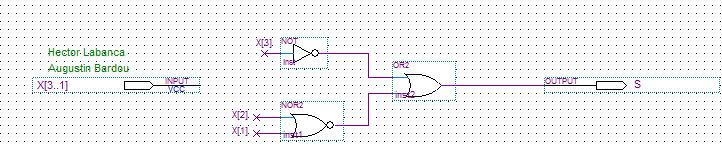 Hector Labanca
Augustin Bardou
X[3..1]
INPUT
VCC
X[3]
NOT
inst
X[2]
X[1]
NOR2
inst1
OR2
inst2
OUTPUT
S